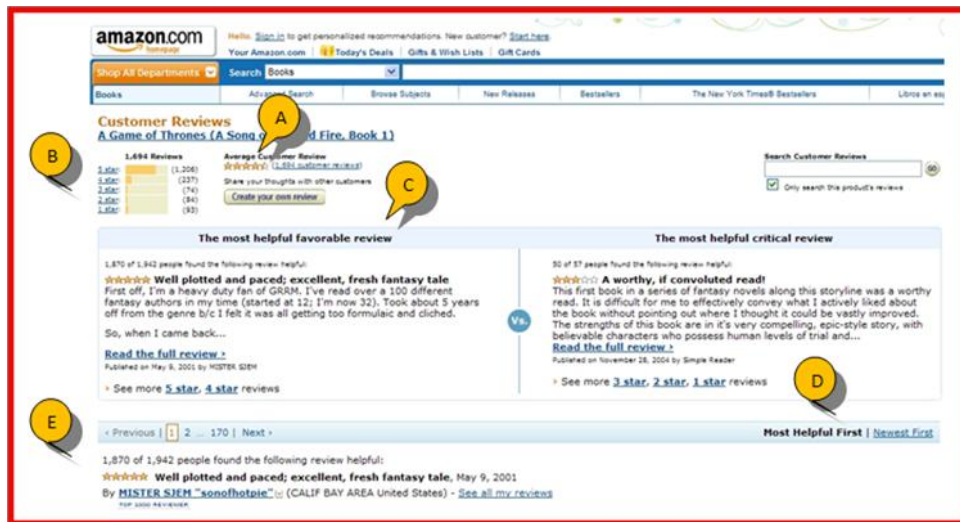 amazon.com
homepage
Hello. Sign in to get personalized recommendations. New customer? Start here.
Your Amazon.com | Today's Deals | Gifts & Wish Lists | Gift Cards
Shop All Departments Search Books
Books Advanced Search Browse Subjects New Releases Bestsellers The New York Times® Bestsellers Libros en esp
A
Customer Reviews
A Game of Thrones (A Song of Fire, Book 1)
B
1,694 Reviews
5 star: (1,206)
4 star: (237)
3 star: (74)
2 star: (84)
1 star: (93)
Average Customer Review
(1,694 customer reviews)
Share your thoughts with other customers
Create your own review
C
Search Customer Reviews
GO
Only search this product's reviews
The most helpful favorable review
1,870 of 1,942 people found the following review helpful:
Well plotted and paced; excellent, fresh fantasy tale
First off, I'm a heavy duty fan of GRRM. I've read over a 100 different
fantasy authors in my time (started at 12; I'm now 32). Took about 5 years
off from the genre b/c I felt it was all getting too formulaic and cliched.
So, when I came back...
Read the full review ›
Published on May 9, 2001 by MISTER SJEM
› See more 5 star, 4 star reviews
Vs.
The most helpful critical review
50 of 57 people found the following review helpful:
A worthy, if convoluted read!
This first book in a series of fantasy novels along this storyline was a worthy
read. It is difficult for me to effectively convey what I actively liked about
the book without pointing out where I thought it could be vastly improved.
The strengths of this book are in it's very compelling, epic-style story, with
believable characters who possess human levels of trial and...
Read the full review ›
Published on November 28, 2004 by Simple Reader
› See more 3 star, 2 star, 1 star reviews
D
E
‹ Previous | 1 2 ... 170 | Next ›
Most Helpful First | Newest First
1,870 of 1,942 people found the following review helpful:
Well plotted and paced; excellent, fresh fantasy tale, May 9, 2001
By MISTER SJEM "sonofhotpie" (CALIF BAY AREA United States) - See all my reviews
TOP 1000 REVIEWER